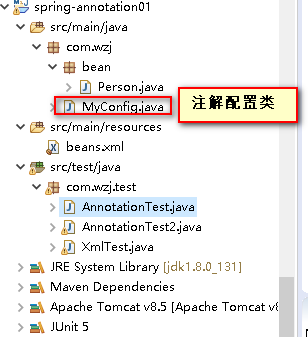 spring-annotation01
src/main/java
com.wzj
bean
Person.java
MyConfig.java
注解配置类
src/main/resources
beans.xml
src/test/java
com.wzj.test
AnnotationTest.java
AnnotationTest2.java
XmlTest.java
JRE System Library [jdk1.8.0_131]
Maven Dependencies
Apache Tomcat v8.5 [Apache Tomcat v8
JUnit 5